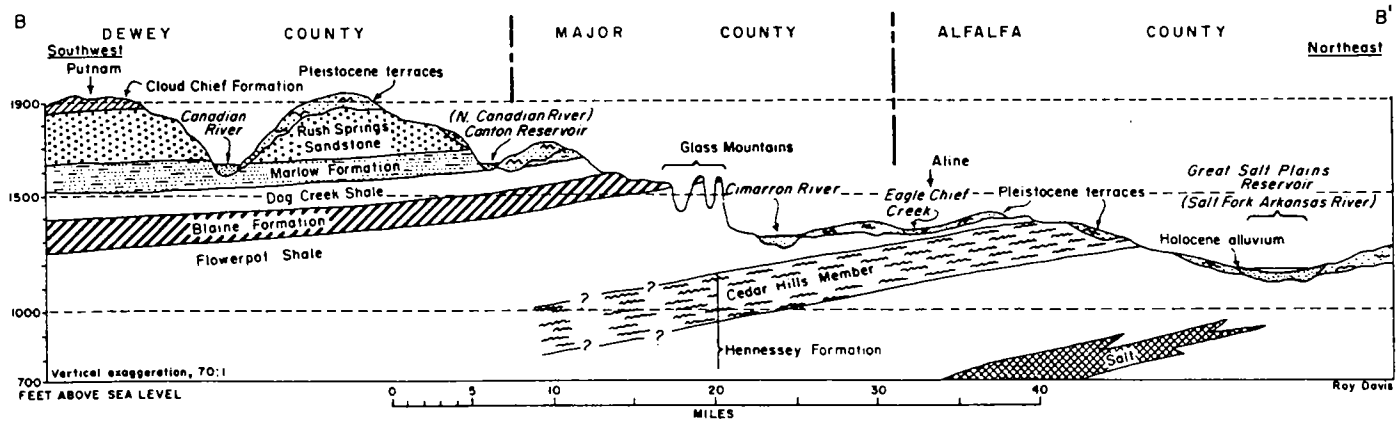 B
B'
DEWEY COUNTY
MAJOR COUNTY
ALFALFA COUNTY
Southwest
Northeast
Putnam
Cloud Chief Formation
Pleistocene terraces
Canadian
River
(N. Canadian River)
Canton Reservoir
Rush Springs
Sandstone
Marlow Formation
Dog Creek Shale
Blaine Formation
Flowerpot Shale
Glass Mountains
Cimarron River
Aline
Eagle Chief
Creek
Pleistocene terraces
Great Salt Plains
Reservoir
(Salt Fork Arkansas River)
Holocene alluvium
Cedar Hills Member
? ? ?
? ?
Hennessey Formation
Salt
1900
1500
1000
700
Vertical exaggeration, 70:1
FEET ABOVE SEA LEVEL
0 5 10 20 30 40
MILES
Roy Davis